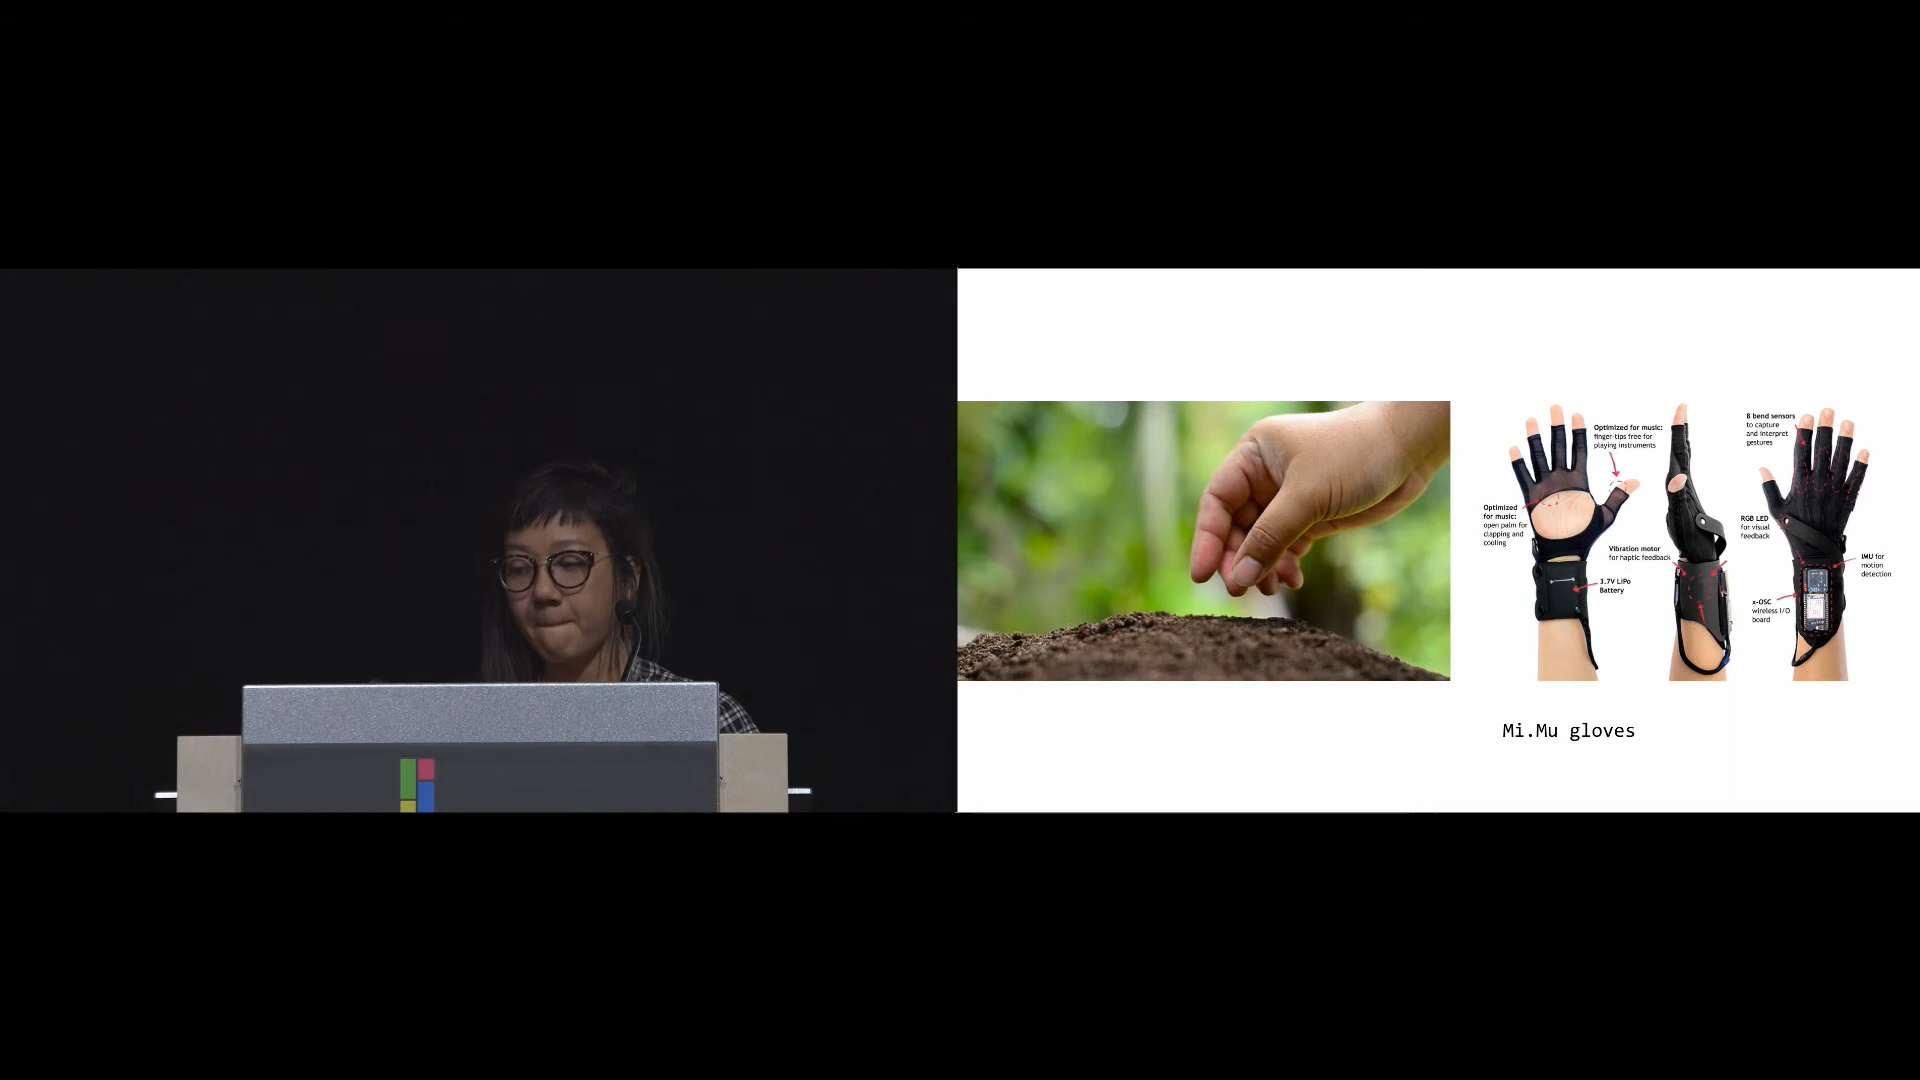 Optimized for music:
finger-tips free for
playing instruments
8 bend sensors
to capture
and interpret
gestures
Optimized
for music:
open palm for
clapping and
cooling
RGB LED
for visual
feedback
Vibration motor
for haptic feedback
IMU for
motion
detection
3.7V LiPo
Battery
x-OSC
wireless I/O
board
Mi.Mu gloves